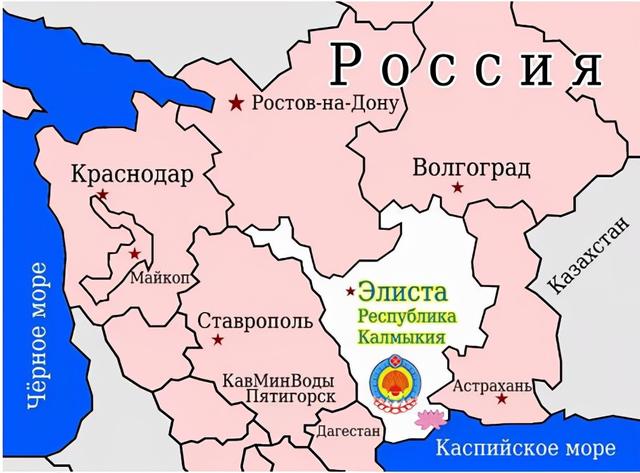 Россия
Ростов-на-Дону
Краснодар
Волгоград
Казахстан
Майкоп
Элиста
Республика
Калмыкия
Чёрное море
Ставрополь
КавМинВоды
Пятигорск
Астрахань
Дагестан
Каспийское море